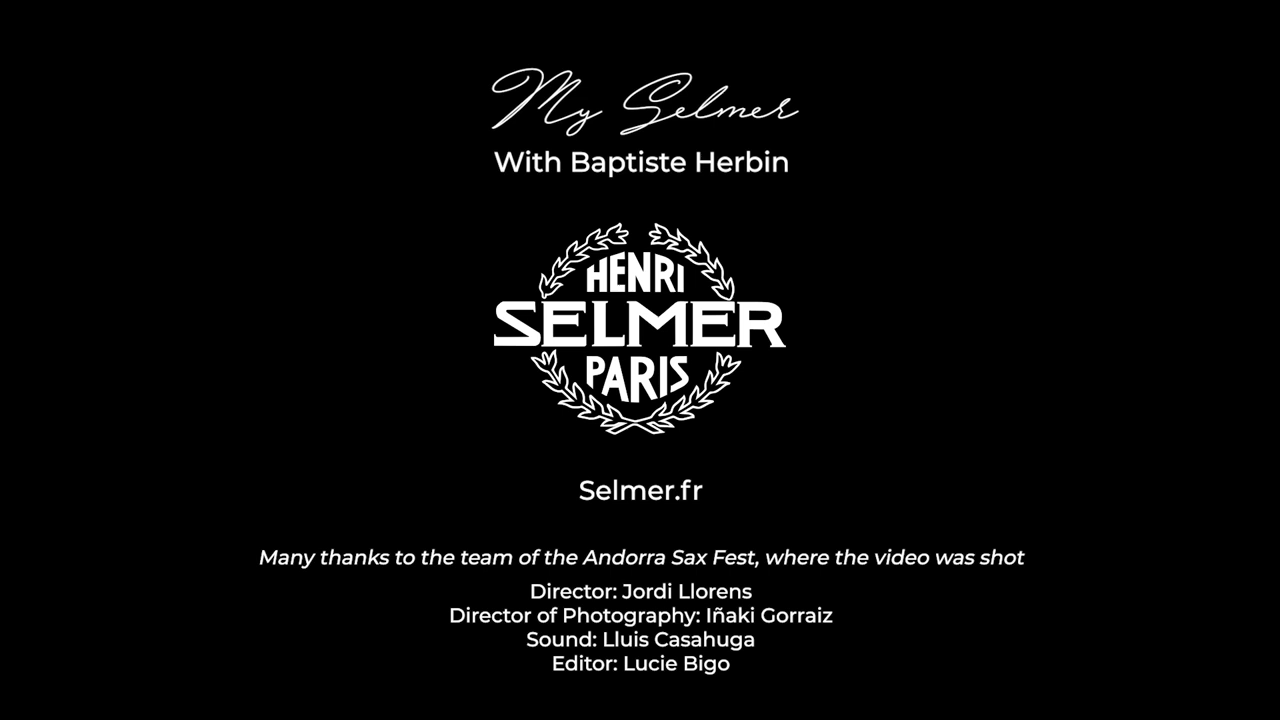 My Selmer
With Baptiste Herbin
HENRI
SELMER
PARIS
Selmer.fr
Many thanks to the team of the Andorra Sax Fest, where the video was shot
Director: Jordi Llorens
Director of Photography: Iñaki Gorraiz
Sound: Lluis Casahuga
Editor: Lucie Bigo